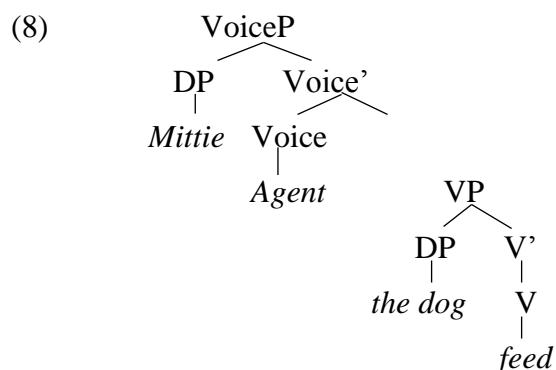 (8) VoiceP
DP Voice'
Mittie Voice
Agent
VP
DP V'
the dog V
feed